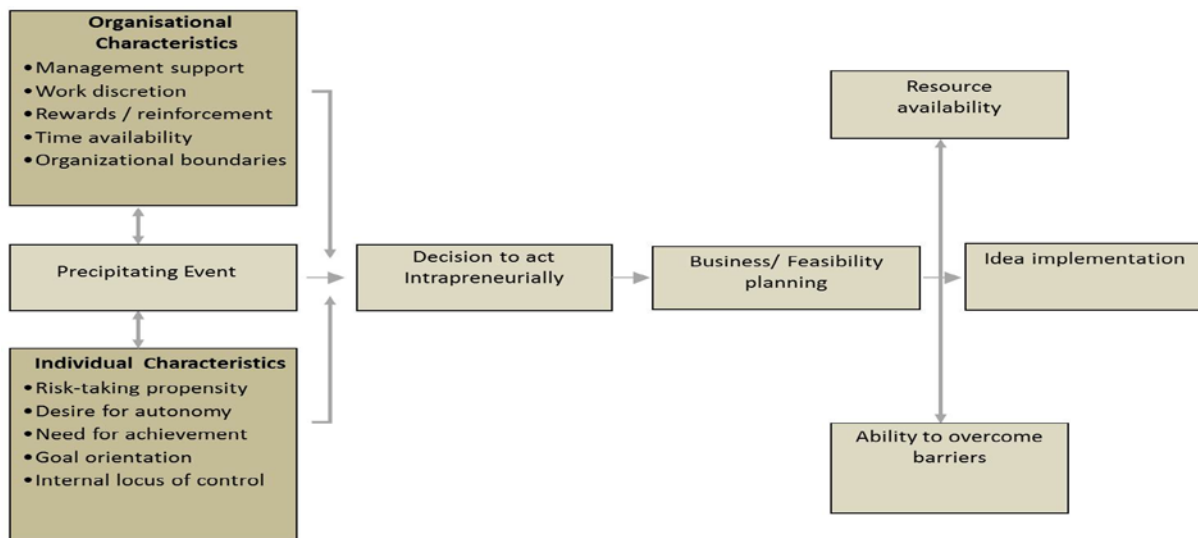 Organisational
Characteristics
•Management support
•Work discretion
•Rewards / reinforcement
•Time availability
•Organizational boundaries
Precipitating Event
Individual Characteristics
•Risk-taking propensity
•Desire for autonomy
•Need for achievement
•Goal orientation
•Internal locus of control
Decision to act
Intrapreneurially
Business/ Feasibility
planning
Resource
availability
Idea implementation
Ability to overcome
barriers